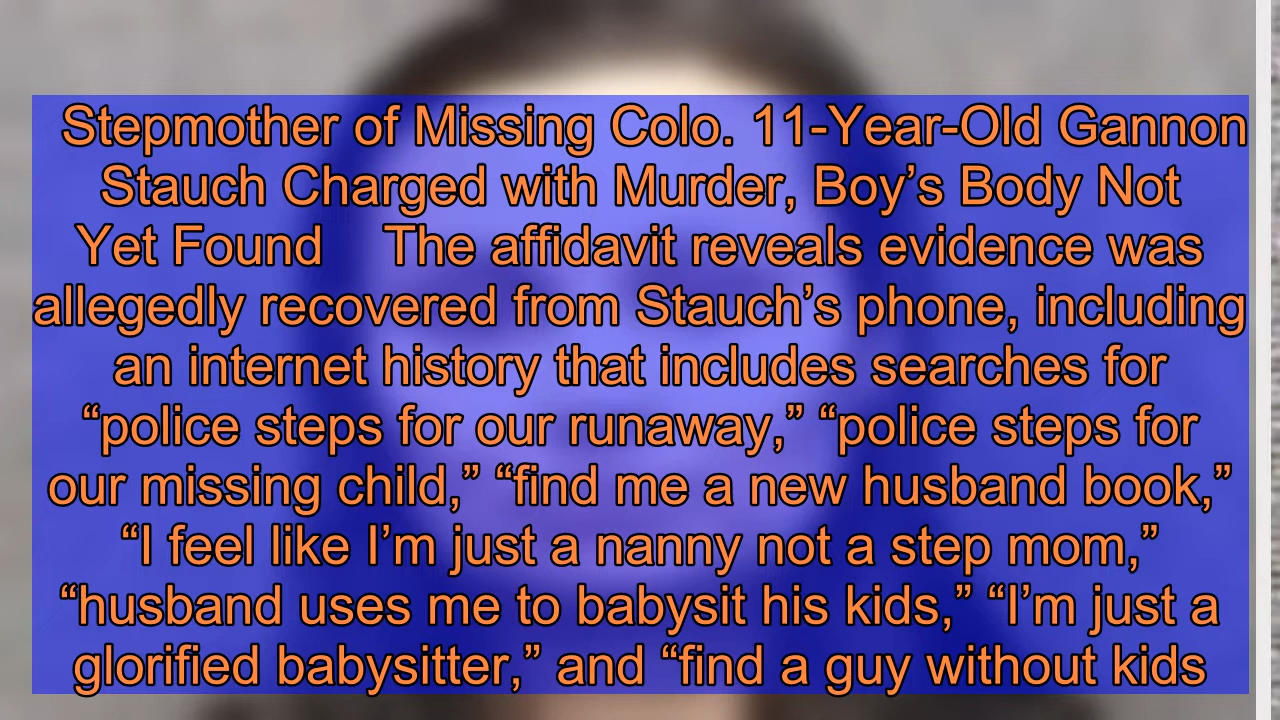 Stepmother of Missing Colo. 11-Year-Old Gannon
Stauch Charged with Murder, Boy’s Body Not
Yet Found The affidavit reveals evidence was
allegedly recovered from Stauch’s phone, including
an internet history that includes searches for
“police steps for our runaway,” “police steps for
our missing child,” “find me a new husband book,”
“I feel like I’m just a nanny not a step mom,”
“husband uses me to babysit his kids,” “I’m just a
glorified babysitter,” and “find a guy without kids